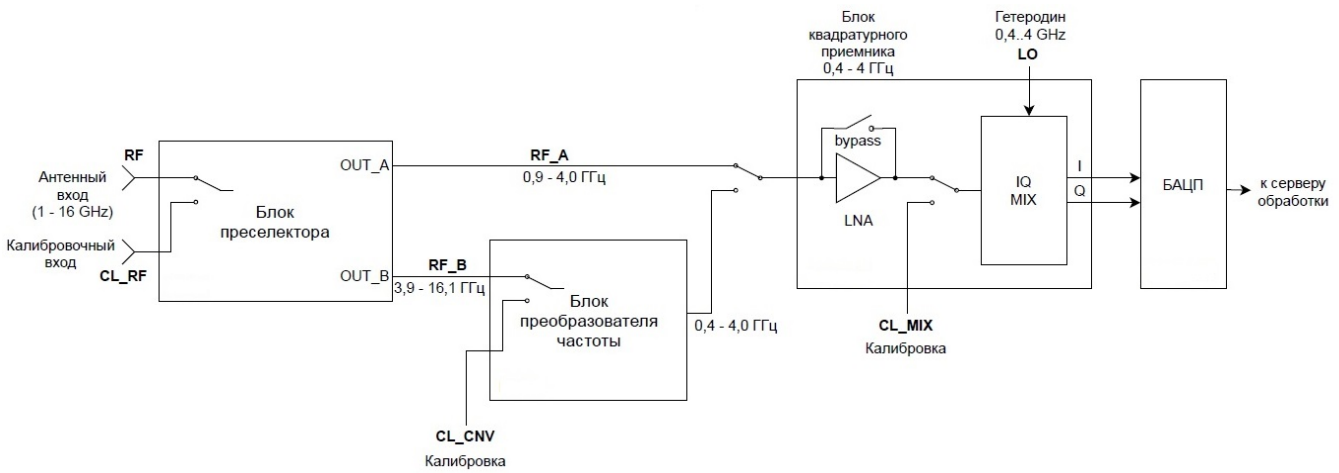 Блок
квадратурного
приемника
0,4 - 4 ГГц
Гетеродин
0,4..4 GHz
LO
RF
Антенный
вход
(1 - 16 GHz)
Калибровочный
вход
CL_RF
Блок
преселектора
OUT_A
OUT_B
RF_A
0,9 - 4,0 ГГц
RF_B
3,9 - 16,1 ГГц
Блок
преобразователя
частоты
0,4 - 4,0 ГГц
CL_CNV
Калибровка
bypass
LNA
CL_MIX
Калибровка
IQ
MIX
I
Q
БАЦП
к серверу
обработки